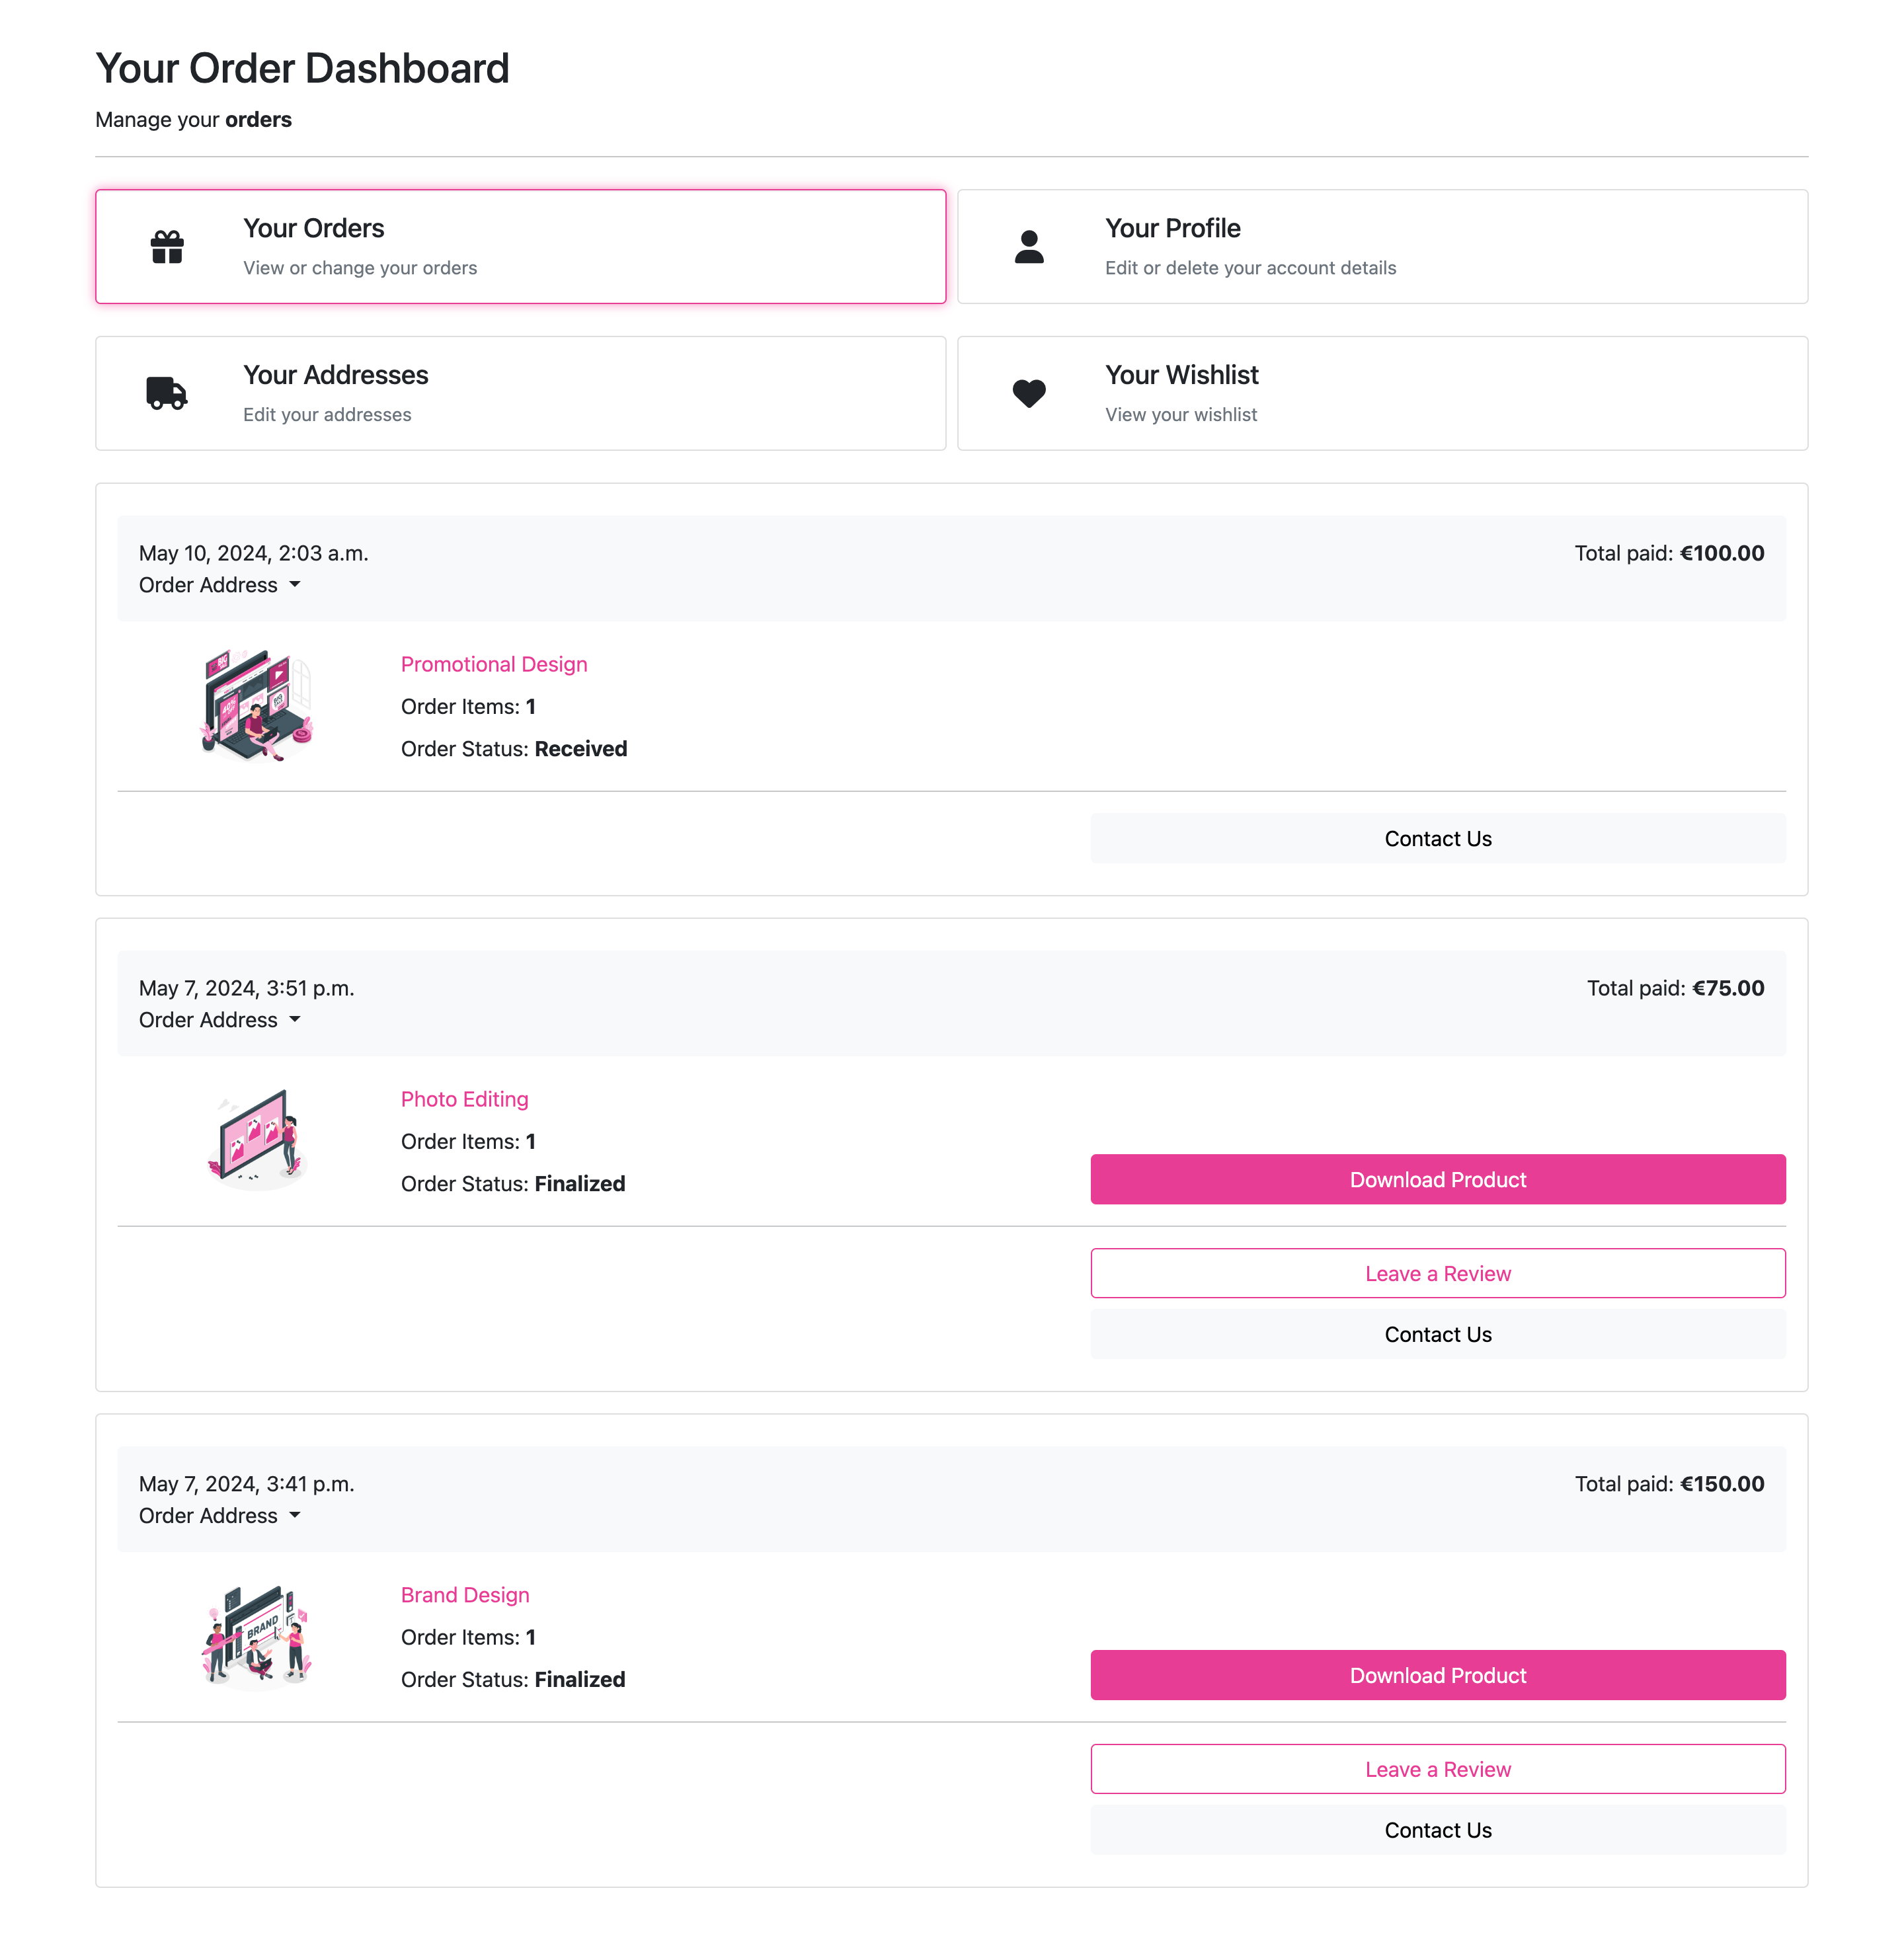 Your Order Dashboard
Manage your orders
Your Orders
View or change your orders
Your Profile
Edit or delete your account details
Your Addresses
Edit your addresses
Your Wishlist
View your wishlist
May 10, 2024, 2:03 a.m.
Total paid: €100.00
Order Address
Promotional Design
Order Items: 1
Order Status: Received
Contact Us
May 7, 2024, 3:51 p.m.
Total paid: €75.00
Order Address
Photo Editing
Order Items: 1
Order Status: Finalized
Download Product
Leave a Review
Contact Us
May 7, 2024, 3:41 p.m.
Total paid: €150.00
Order Address
BRAND
Brand Design
Order Items: 1
Order Status: Finalized
Download Product
Leave a Review
Contact Us